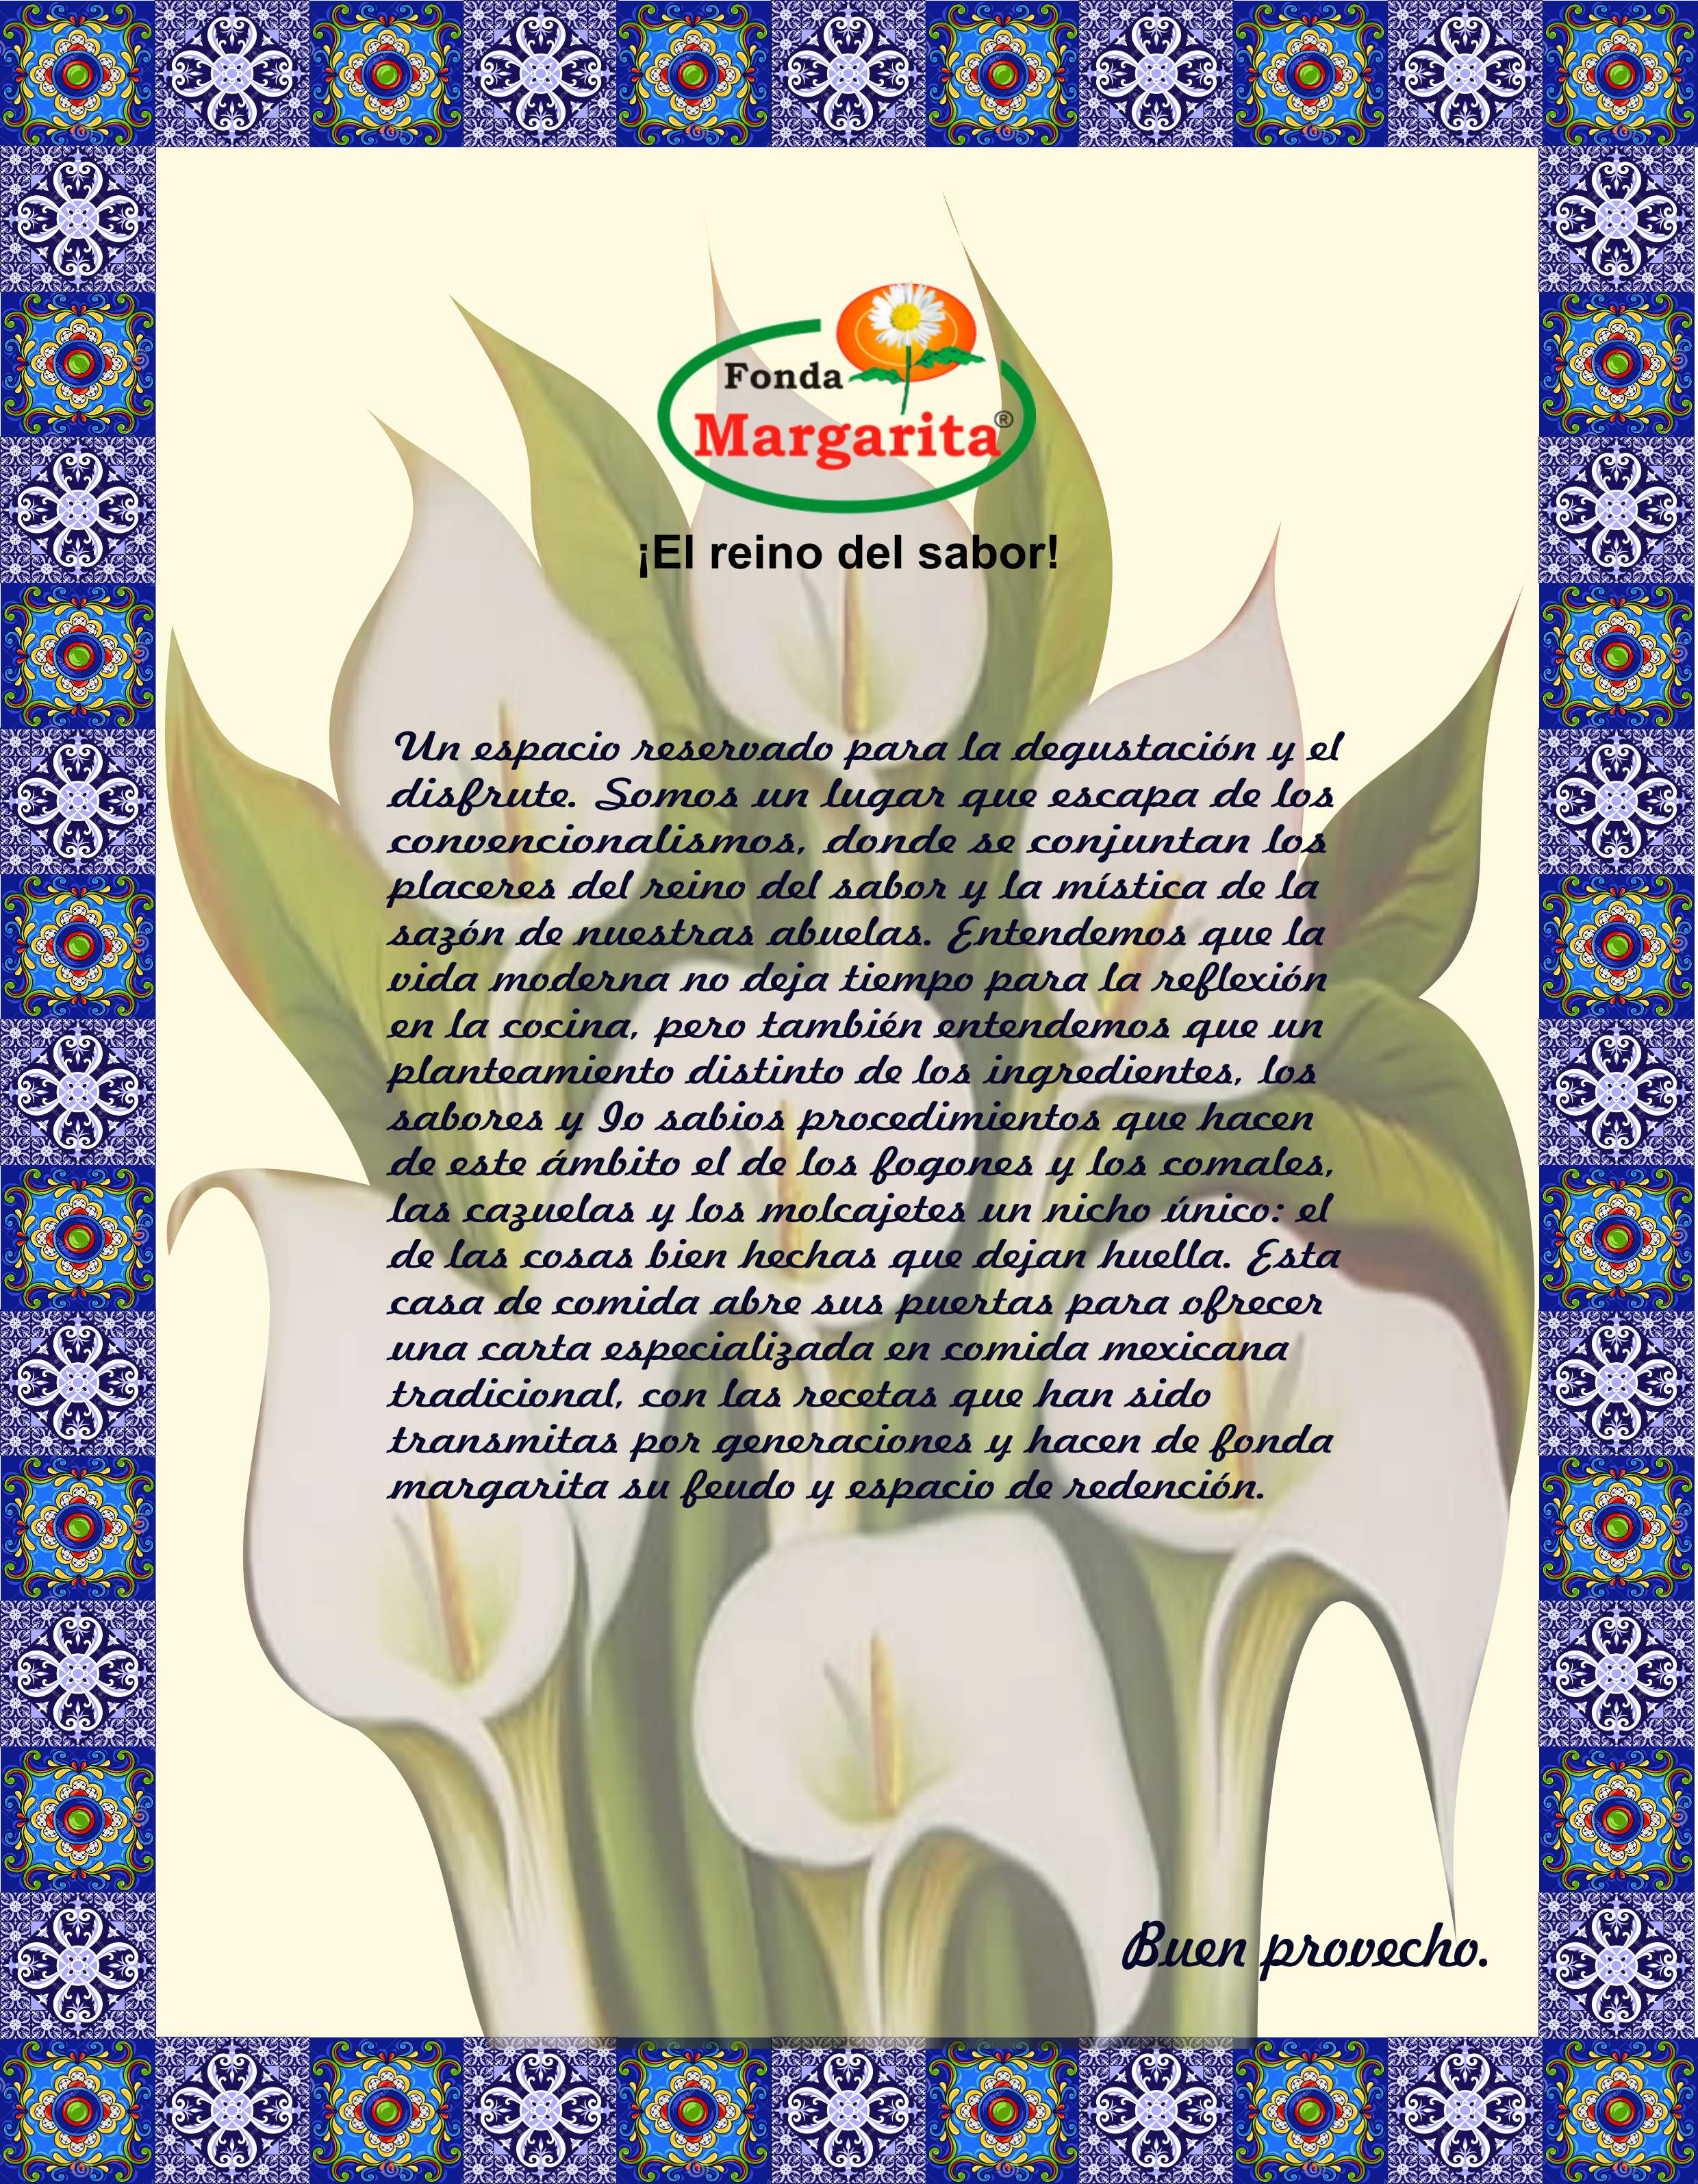 Fonda
Margarita®
¡El reino del sabor!
Un espacio reservado para la degustación y el
disfrute. Somos un lugar que escapa de los
convencionalismos, donde se conjuntan los
placeres del reino del sabor y la mística de la
sazón de nuestras abuelas. Entendemos que la
vida moderna no deja tiempo para la reflexión
en la cocina, pero también entendemos que un
planteamiento distinto de los ingredientes, los
sabores y Io sabios procedimientos que hacen
de este ámbito el de los fogones y los comales,
las cazuelas y los molcajetes un nicho único: el
de las cosas bien hechas que dejan huella. Esta
casa de comida abre sus puertas para ofrecer
una carta especializada en comida mexicana
tradicional, con las recetas que han sido
transmitas por generaciones y hacen de fonda
margarita su feudo y espacio de redención.
Buen provecho.